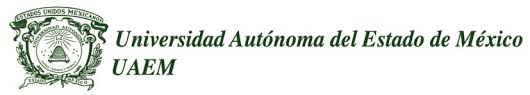 ESTADOS UNIDOS MEXICANOS
Universidad Autónoma del Estado de México
UAEM